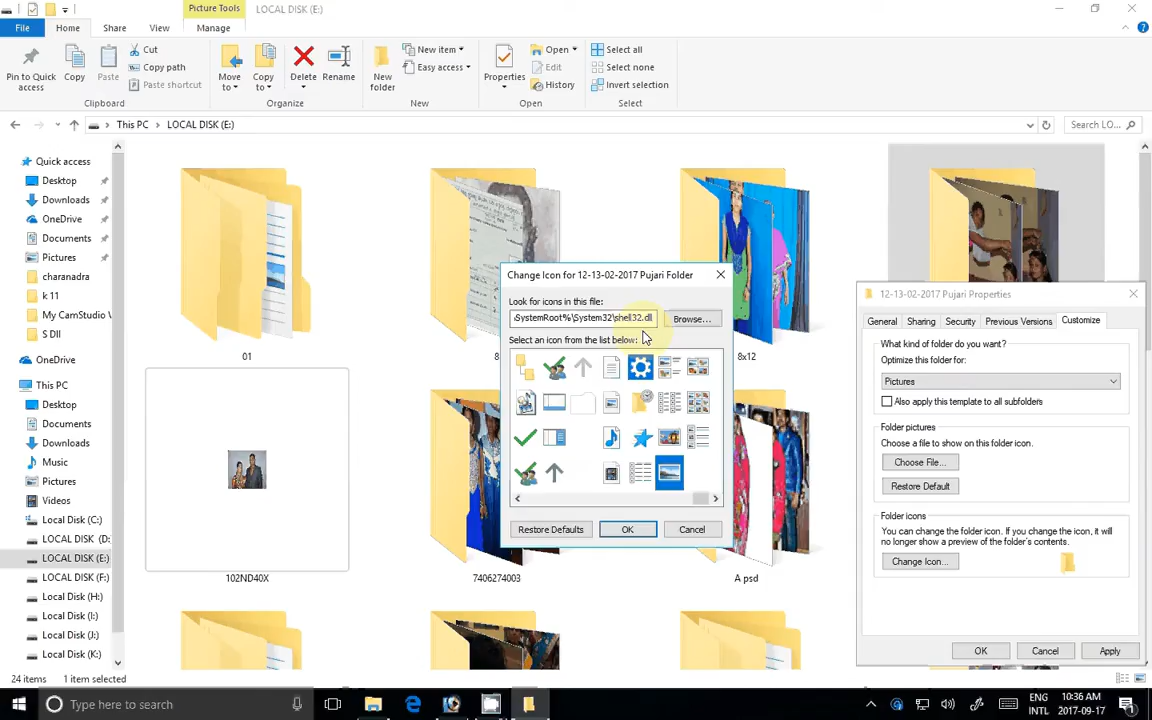 Picture Tools
LOCAL DISK (E:)
File
Home
Share
View
Manage
Pin to Quick access
Copy
Paste
Cut
Copy path
Paste shortcut
Clipboard
Move to
Copy to
Delete
Rename
Organize
New folder
New item
Easy access
New
Properties
Open
Edit
History
Open
Select all
Select none
Invert selection
Select
This PC
LOCAL DISK (E:)
Search LO...
Quick access
Desktop
Downloads
OneDrive
Documents
Pictures
charanadra
k 11
My CamStudio
S Dll
OneDrive
This PC
Desktop
Documents
Downloads
Music
Pictures
Videos
Local Disk (C:)
LOCAL DISK (D:
LOCAL DISK (E:)
LOCAL DISK (F:)
Local Disk (H:)
Local Disk (I:)
Local Disk (J:)
Local Disk (K:)
01
8
8x12
102ND40X
7406274003
A psd
Change Icon for 12-13-02-2017 Pujari Folder
Look for icons in this file:
SystemRoot%\System32\shell32.dll
Browse...
Select an icon from the list below:
Restore Defaults
OK
Cancel
12-13-02-2017 Pujari Properties
General
Sharing
Security
Previous Versions
Customize
What kind of folder do you want?
Optimize this folder for:
Pictures
Also apply this template to all subfolders
Folder pictures
Choose a file to show on this folder icon.
Choose File...
Restore Default
Folder icons
You can change the folder icon. If you change the icon, it will
no longer show a preview of the folder's contents.
Change Icon...
OK
Cancel
Apply
24 items
1 item selected
Type here to search
ENG
INTL
10:36 AM
2017-09-17
1